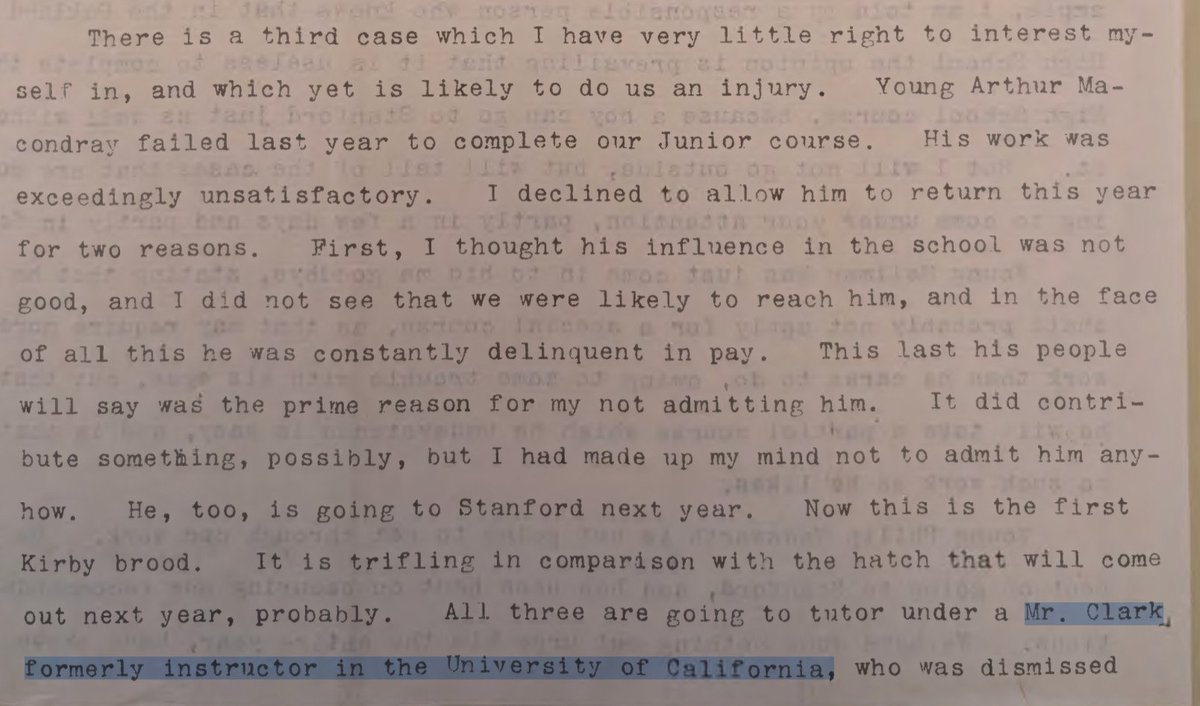 There is a third case which I have very little right to interest my-
self in, and which yet is likely to do us an injury. Young Arthur Ma-
condray failed last year to complete our Junior course. His work was
exceedingly unsatisfactory. I declined to allow him to return this year
for two reasons. First, I thought his influence in the school was not
good, and I did not see that we were likely to reach him, and in the face
of all this he was constantly delinquent in pay. This last his people
will say was the prime reason for my not admitting him. It did contri-
bute something, possibly, but I had made up my mind not to admit him any-
how. He, too, is going to Stanford next year. Now this is the first
Kirby brood. It is trifling in comparison with the hatch that will come
out next year, probably. All three are going to tutor under a Mr. Clark,
formerly instructor in the University of California, who was dismissed